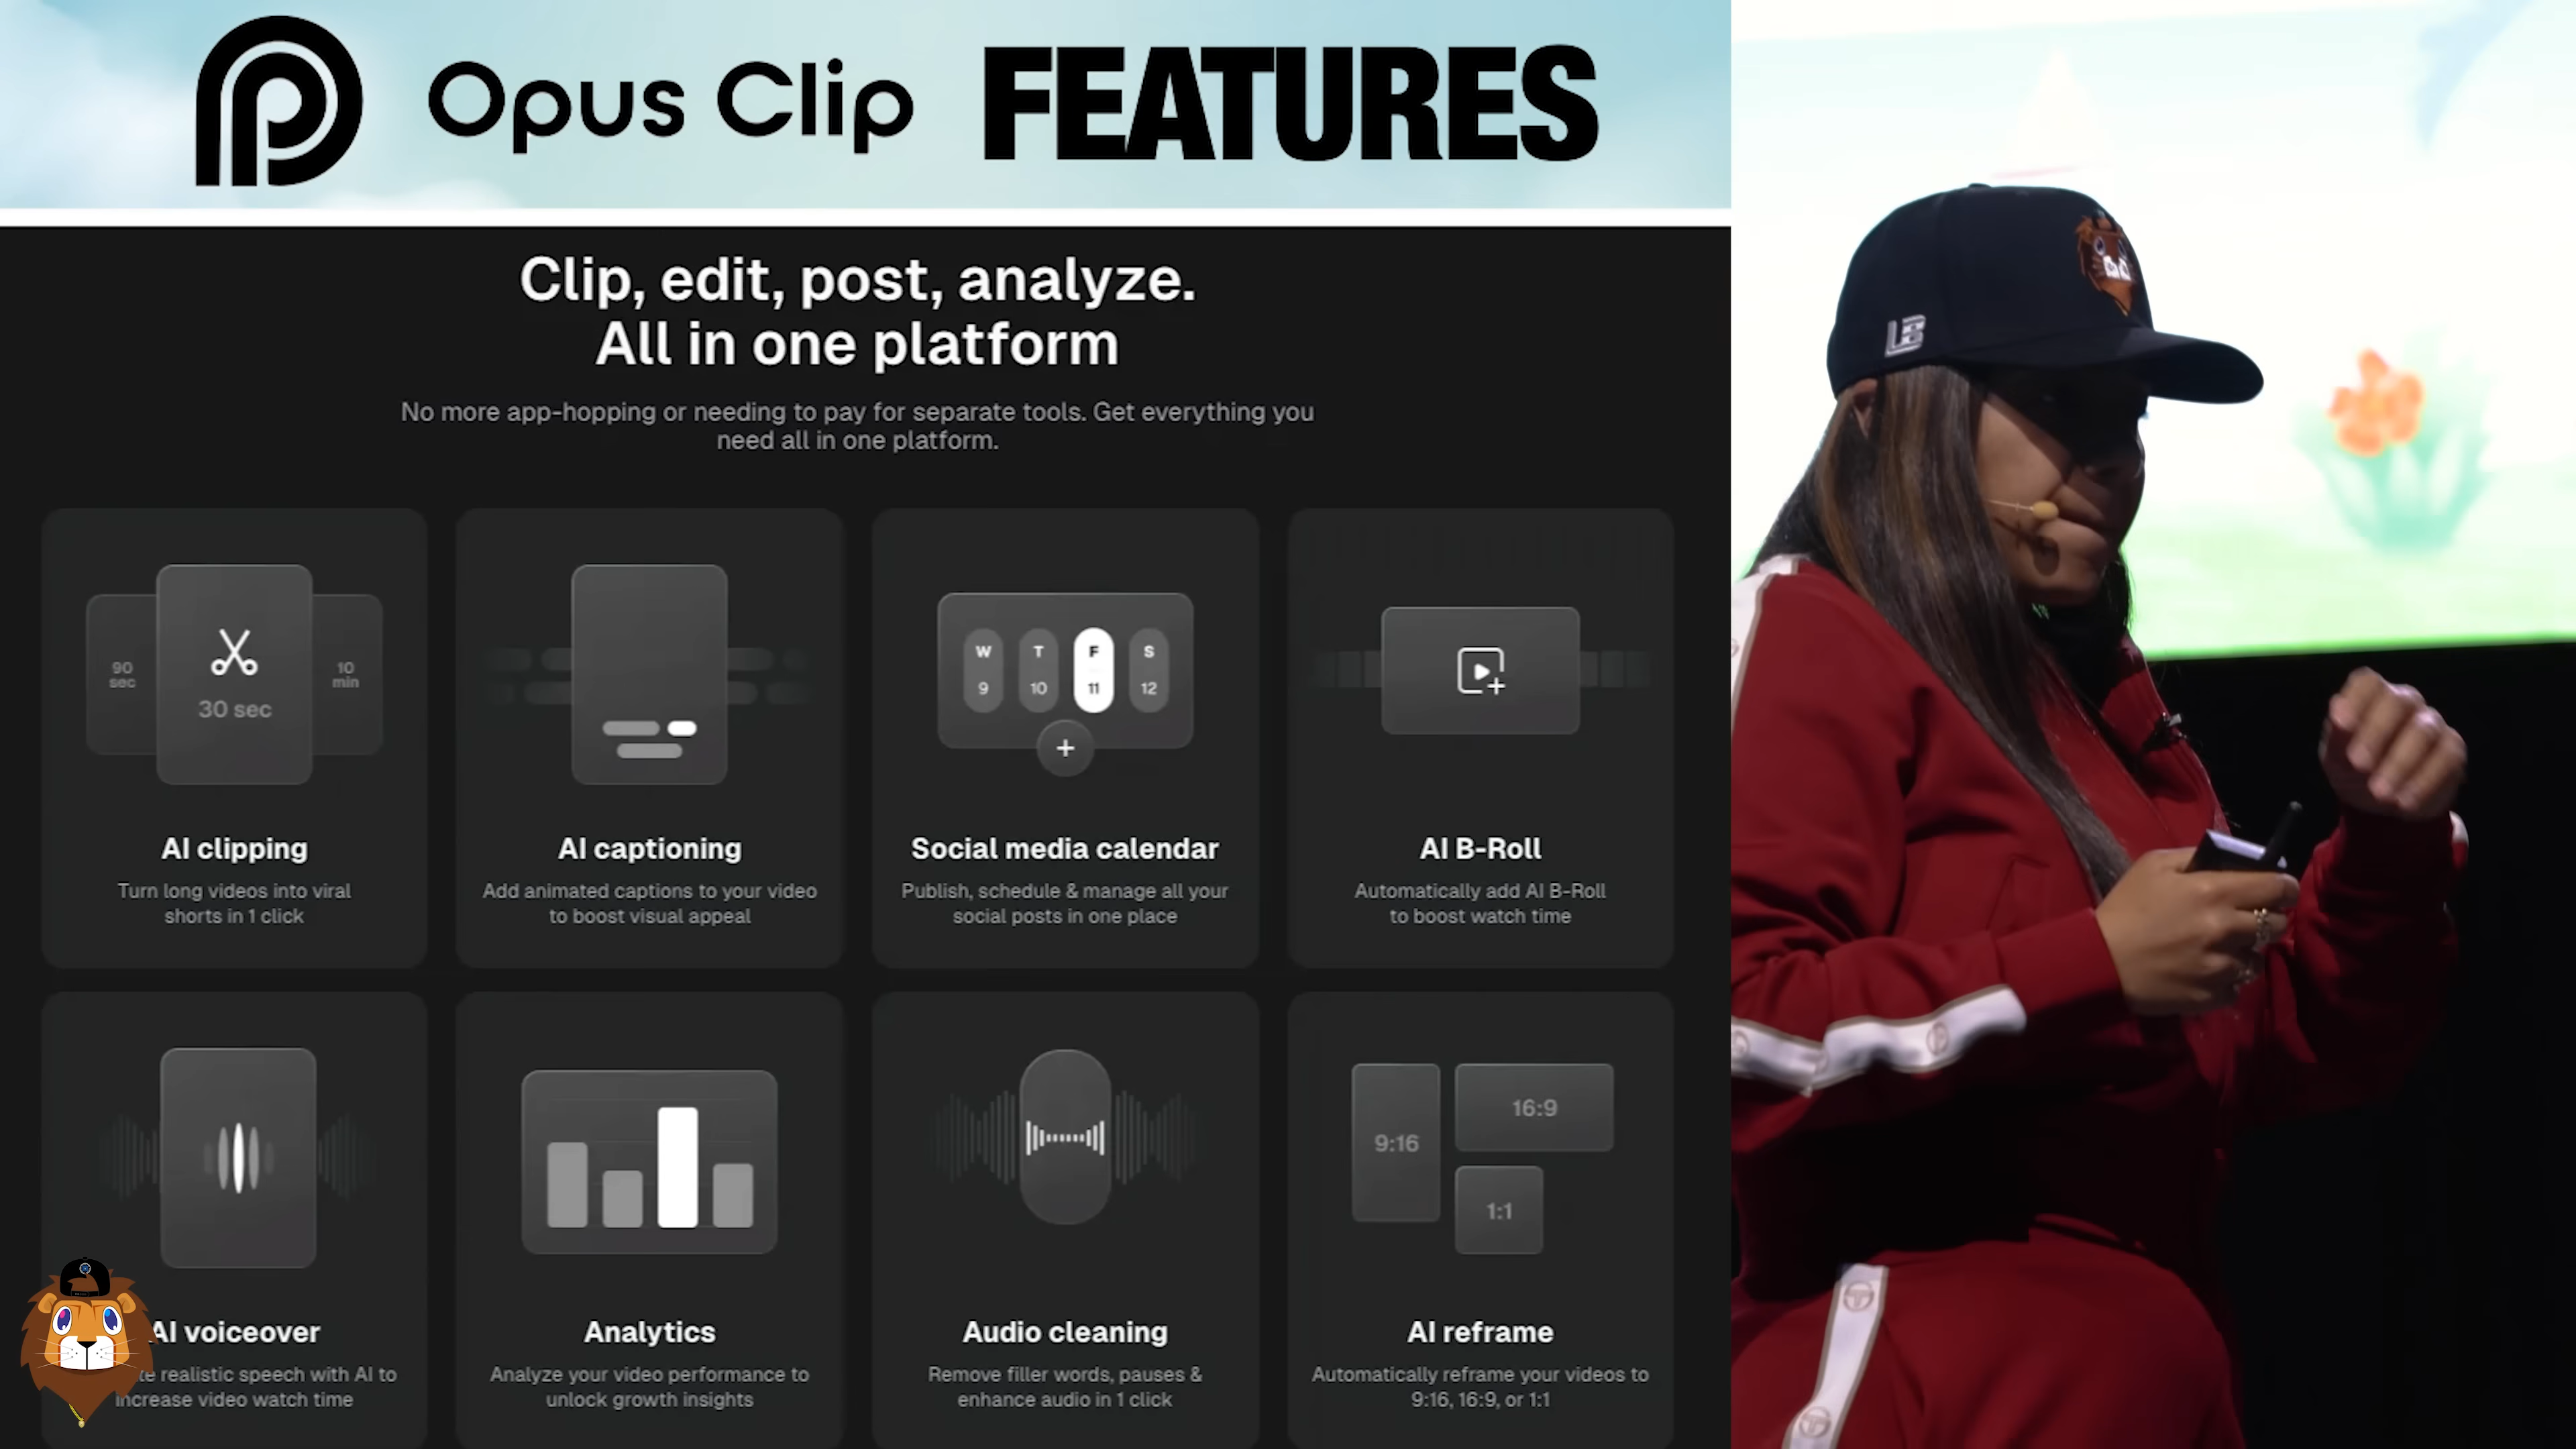 Opus Clip FEATURES
Clip, edit, post, analyze.
All in one platform
No more app-hopping or needing to pay for separate tools. Get everything you
need all in one platform.
90
sec
30 sec
10
min
AI clipping
Turn long videos into viral
shorts in 1 click
AI captioning
Add animated captions to your video
to boost visual appeal
W T F S
9 10 11 12
+
Social media calendar
Publish, schedule & manage all your
social posts in one place
AI B-Roll
Automatically add AI B-Roll
to boost watch time
AI voiceover
realistic speech with AI to
increase video watch time
Analytics
Analyze your video performance to
unlock growth insights
Audio cleaning
Remove filler words, pauses &
enhance audio in 1 click
9:16
16:9
1:1
AI reframe
Automatically reframe your videos to
9:16, 16:9, or 1:1
LB